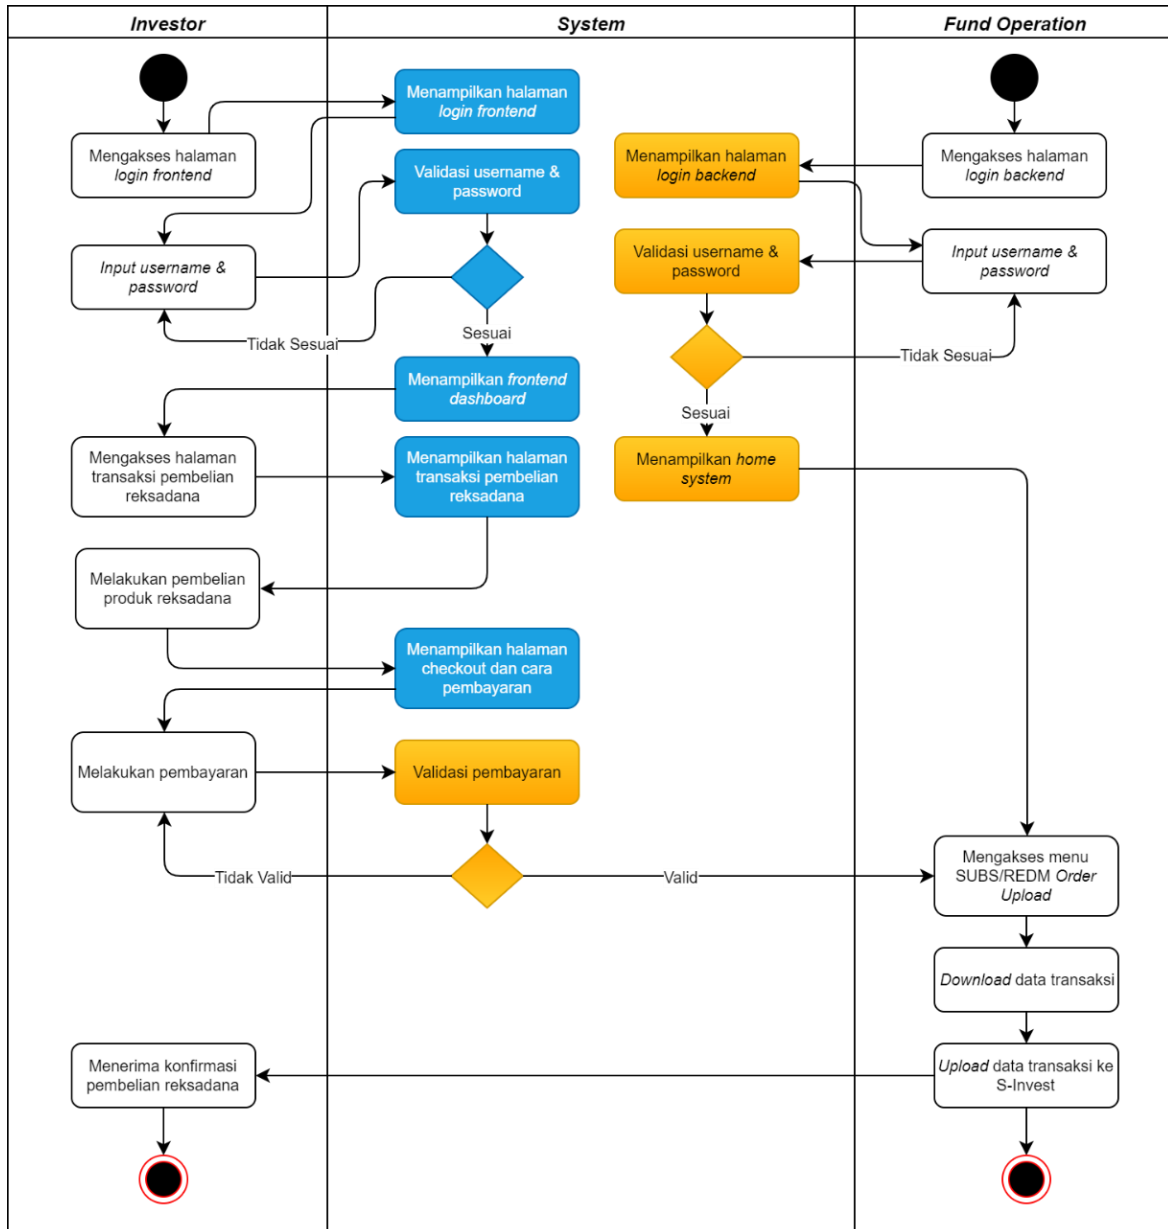 Investor
System
Fund Operation
Menampilkan halaman
login frontend
Mengakses halaman
login frontend
Menampilkan halaman
login backend
Mengakses halaman
login backend
Validasi username &
password
Input username &
password
Validasi username &
password
Input username &
password
Tidak Sesuai
Sesuai
Tidak Sesuai
Menampilkan frontend
dashboard
Sesuai
Mengakses halaman
transaksi pembelian
reksadana
Menampilkan halaman
transaksi pembelian
reksadana
Menampilkan home
system
Melakukan pembelian
produk reksadana
Menampilkan halaman
checkout dan cara
pembayaran
Melakukan pembayaran
Validasi pembayaran
Tidak Valid
Valid
Mengakses menu
SUBS/REDM Order
Upload
Download data transaksi
Menerima konfirmasi
pembelian reksadana
Upload data transaksi ke
S-Invest